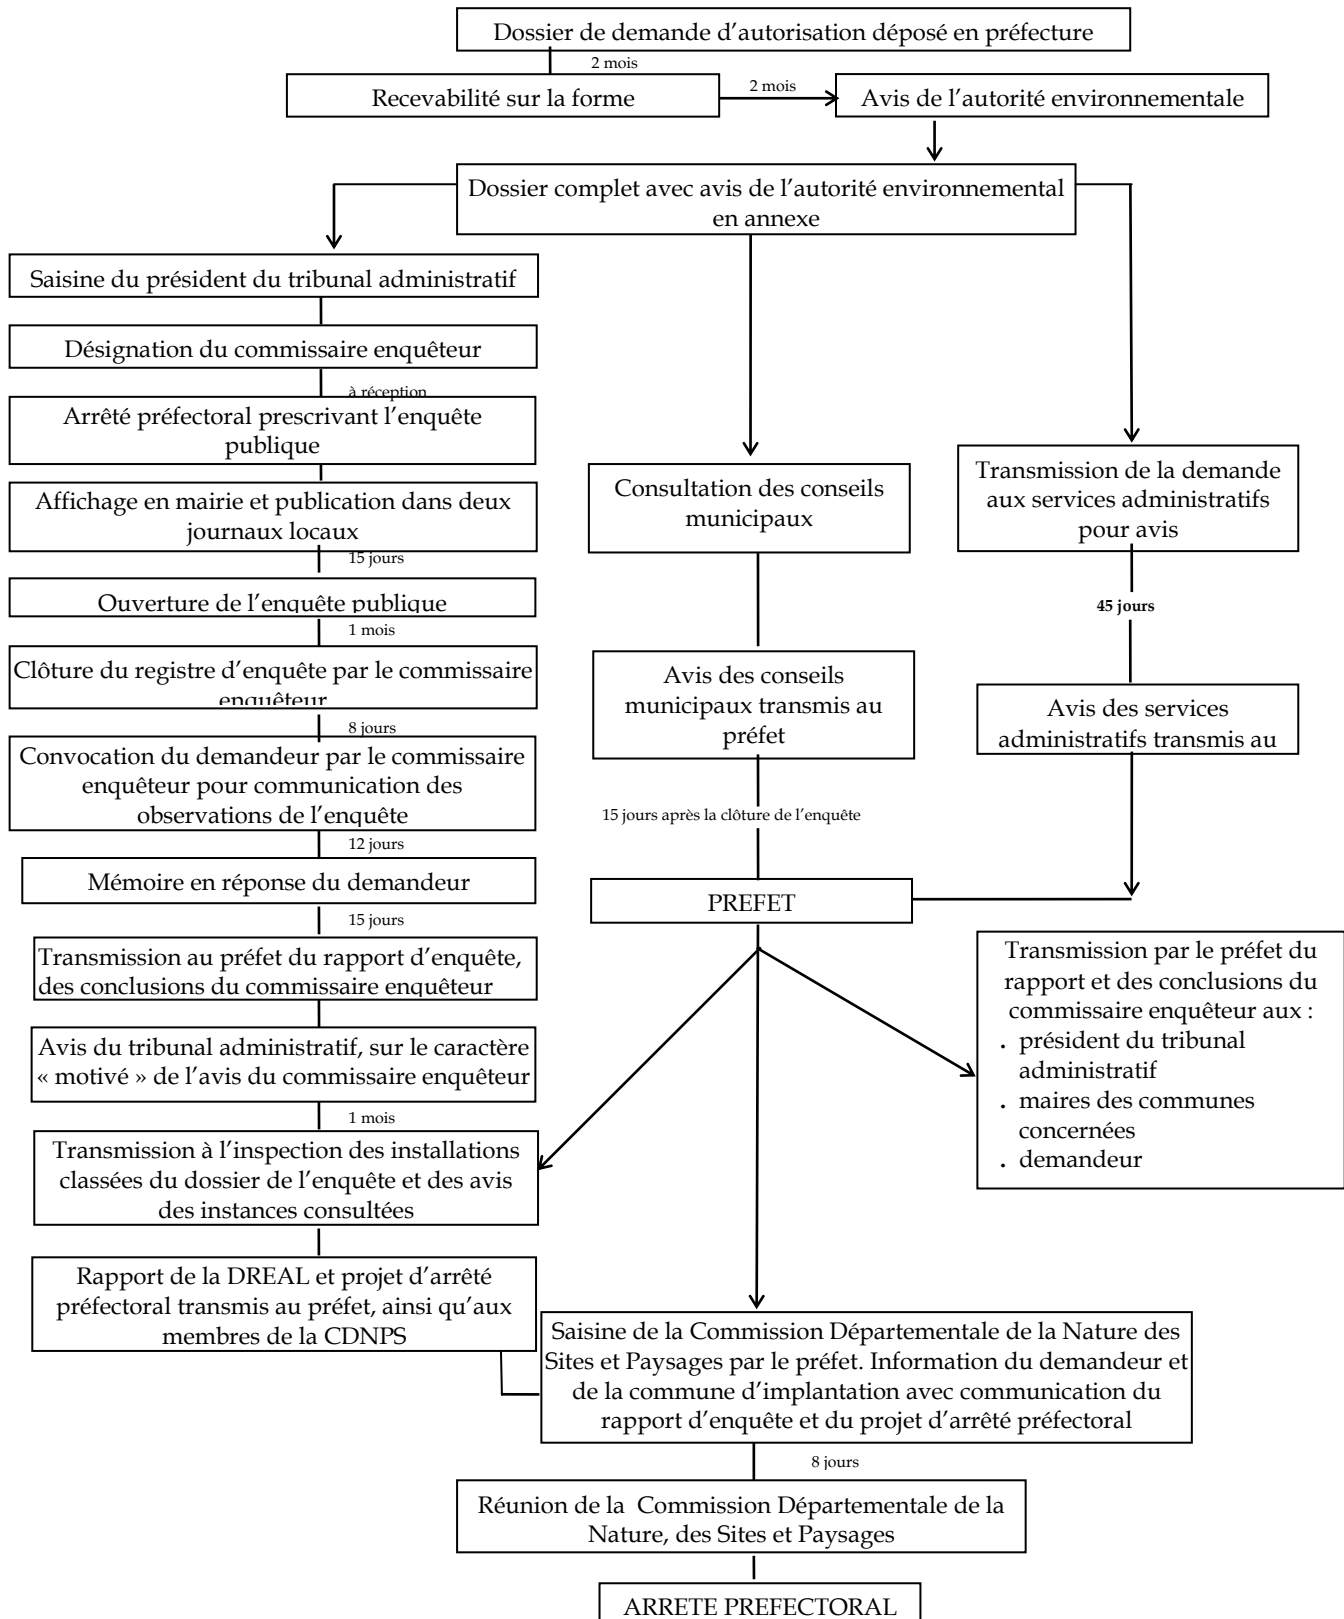 Dossier de demande d’autorisation déposé en préfecture
2 mois
Recevabilité sur la forme
2 mois
Avis de l’autorité environnementale
Dossier complet avec avis de l’autorité environnemental
en annexe
Saisine du président du tribunal administratif
Désignation du commissaire enquêteur
à réception
Arrêté préfectoral prescrivant l’enquête
publique
Affichage en mairie et publication dans deux
journaux locaux
15 jours
Ouverture de l’enquête publique
1 mois
Clôture du registre d’enquête par le commissaire
enquêteur
8 jours
Convocation du demandeur par le commissaire
enquêteur pour communication des
observations de l’enquête
12 jours
Mémoire en réponse du demandeur
15 jours
Transmission au préfet du rapport d’enquête,
des conclusions du commissaire enquêteur
Avis du tribunal administratif, sur le caractère
« motivé » de l’avis du commissaire enquêteur
1 mois
Transmission à l’inspection des installations
classées du dossier de l’enquête et des avis
des instances consultées
Rapport de la DREAL et projet d’arrêté
préfectoral transmis au préfet, ainsi qu’aux
membres de la CDNPS
Consultation des conseils
municipaux
Avis des conseils
municipaux transmis au
préfet
15 jours après la clôture de l’enquête
Transmission de la demande
aux services administratifs
pour avis
45 jours
Avis des services
administratifs transmis au
PREFET
Transmission par le préfet du
rapport et des conclusions du
commissaire enquêteur aux :
. président du tribunal
administratif
. maires des communes
concernées
. demandeur
Saisine de la Commission Départementale de la Nature des
Sites et Paysages par le préfet. Information du demandeur et
de la commune d’implantation avec communication du
rapport d’enquête et du projet d’arrêté préfectoral
8 jours
Réunion de la Commission Départementale de la
Nature, des Sites et Paysages
ARRETE PREFECTORAL